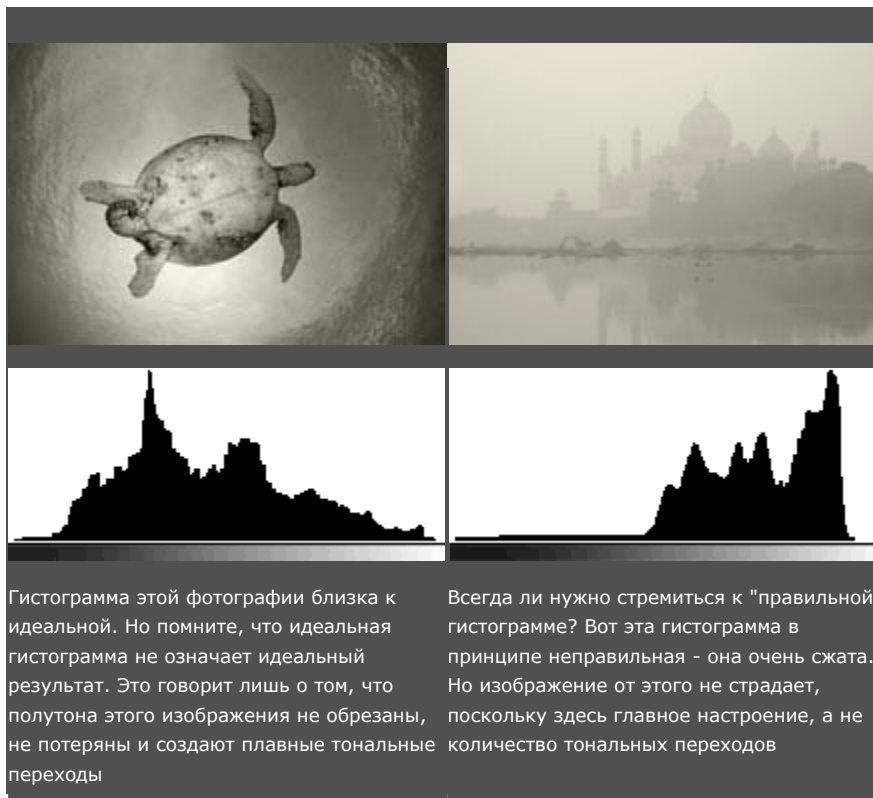 Гистограмма этой фотографии близка к
идеальной. Но помните, что идеальная
гистограмма не означает идеальный
результат. Это говорит лишь о том, что
полутона этого изображения не обрезаны,
не потеряны и создают плавные тональные
переходы
Всегда ли нужно стремиться к "правильной
гистограмме? Вот эта гистограмма в
принципе неправильная - она очень сжата.
Но изображение от этого не страдает,
поскольку здесь главное настроение, а не
количество тональных переходов